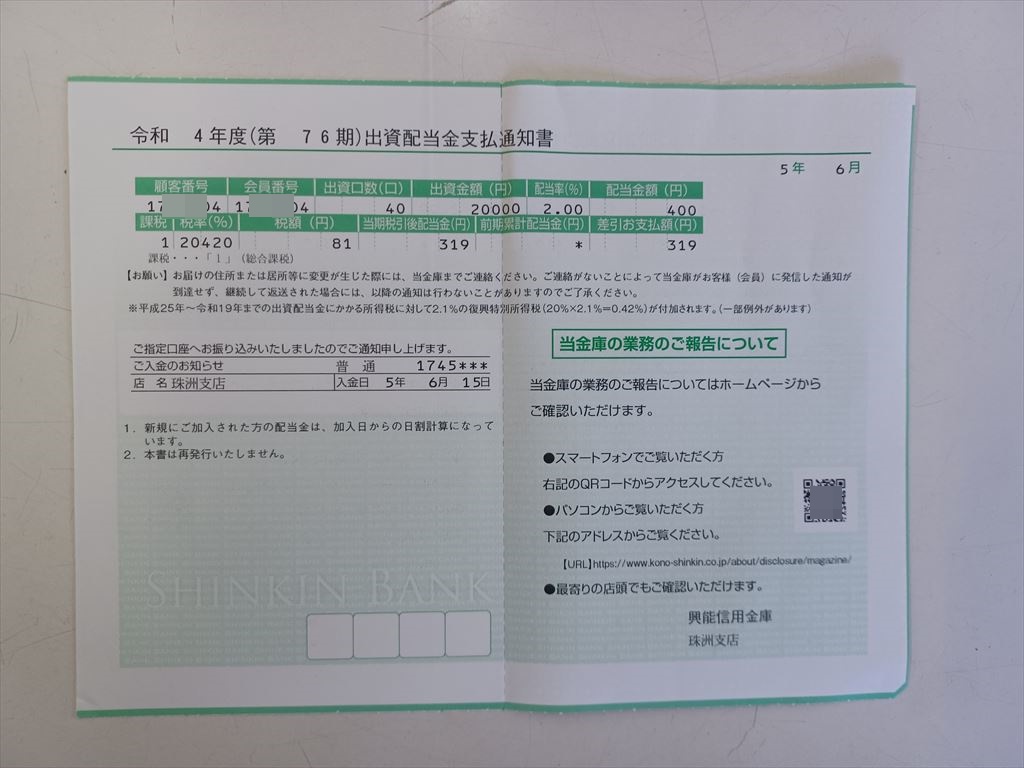 令和 4年度(第 76期)出資配当金支払通知書
5年 6月
顧客番号 会員番号 出資口数(口) 出資金額(円) 配当率(%) 配当金額(円)
17 04 17 04 40 20000 2.00 400
課税 税率(%) 税額(円) 当期税引後配当金(円) 前期累計配当金(円) 差引お支払額(円)
1 20420 81 319 * 319
課税・・・「1」(総合課税)
【お願い】お届けの住所または居所等に変更が生じた際には、当金庫までご連絡ください。ご連絡がないことによって当金庫がお客様(会員)に発信した通知が
到達せず、継続して返送された場合には、以降の通知は行わないことがありますのでご了承ください。
※平成25年～令和19年までの出資配当金にかかる所得税に対して2.1%の復興特別所得税(20%×2.1%=0.42%)が付加されます。(一部例外があります)
ご指定口座へお振り込みいたしましたのでご通知申し上げます。
ご入金のお知らせ 普通 1745***
店名 珠洲支店 入金日 5年 6月 15日
1. 新規にご加入された方の配当金は、加入日からの日割計算になって
います。
2. 本書は再発行いたしません。
SHINKIN BANK
当金庫の業務のご報告について
当金庫の業務のご報告についてはホームページから
ご確認いただけます。
●スマートフォンでご覧いただく方
右記のQRコードからアクセスしてください。
●パソコンからご覧いただく方
下記のアドレスからご覧ください。
【URL】https://www.kono-shinkin.co.jp/about/disclosure/magazine/
●最寄りの店頭でもご確認いただけます。
興能信用金庫
珠洲支店